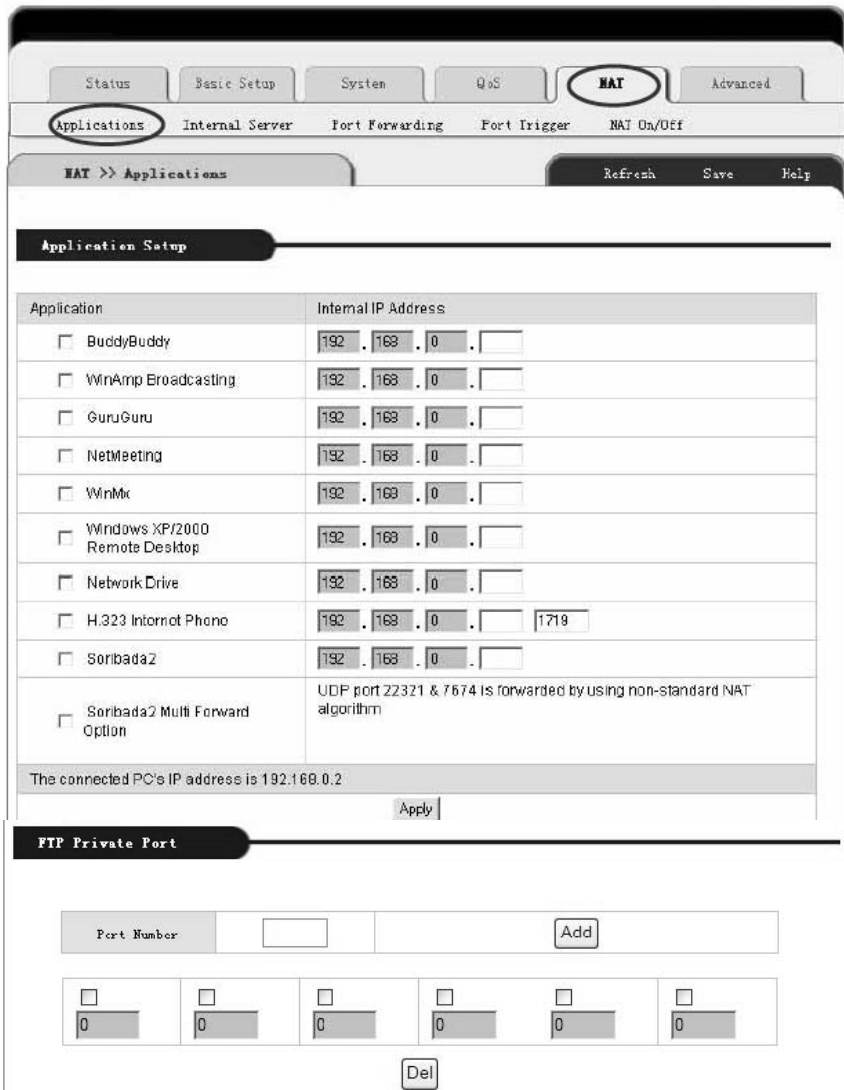 Status Basic Setup System QoS NAT Advanced
Applications Internal Server Port Forwarding Port Trigger NAT On/Off
NAT >> Applications Refresh Save Help
Application Setup
Application Internal IP Address
BuddyBuddy 192 . 168 . 0 .
WinAmp Broadcasting 192 . 168 . 0 .
GuruGuru 192 . 168 . 0 .
NetMeeting 192 . 168 . 0 .
WinMx 192 . 168 . 0 .
Windows XP/2000
Remote Desktop 192 . 168 . 0 .
Network Drive 192 . 168 . 0 .
H.323 Internet Phone 192 . 168 . 0 . 1719
Soribada2 192 . 168 . 0 .
Soribada2 Multi Forward
Option
UDP port 22321 & 7674 is forwarded by using non-standard NAT
algorithm
The connected PC's IP address is 192.168.0.2
Apply
FTP Private Port
Port Number Add
0 0 0 0 0 0
Del